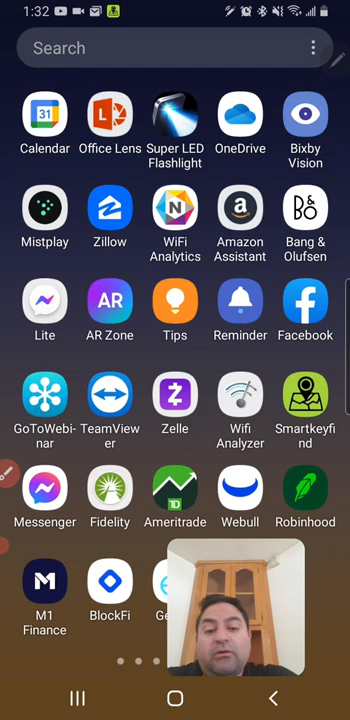 1:32
Search
Calendar
Office Lens
Super LED
Flashlight
OneDrive
Bixby
Vision
Mistplay
Zillow
WiFi
Analytics
Amazon
Assistant
Bang &
Olufsen
Lite
AR Zone
Tips
Reminder
Facebook
GoToWebi-
nar
TeamView
er
Zelle
Wifi
Analyzer
Smartkeyfi
nd
Messenger
Fidelity
Ameritrade
Webull
Robinhood
M1
Finance
BlockFi
Ge